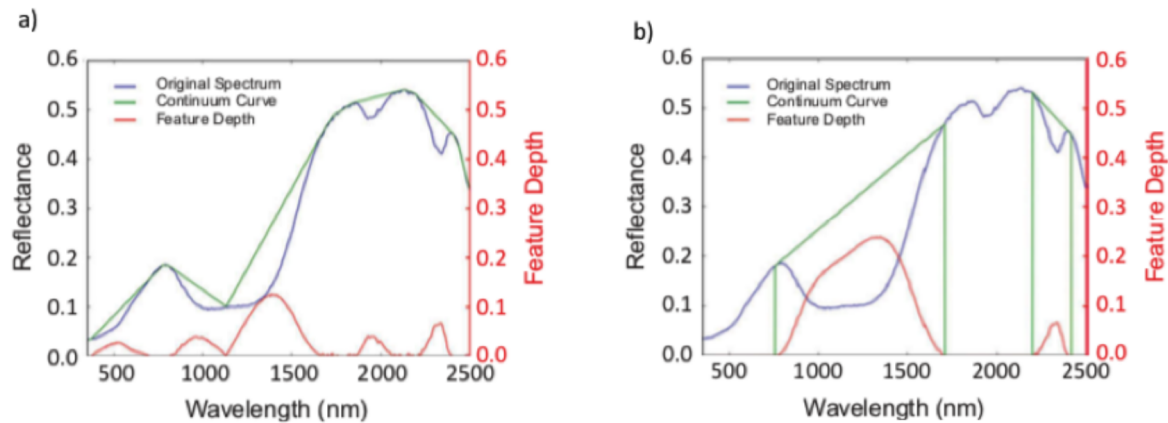 a)
0.6
0.5
0.4
0.3
0.2
0.1
0.0
Reflectance
Original Spectrum
Continuum Curve
Feature Depth
0.6
0.5
0.4
0.3
0.2
0.1
0.0
Feature Depth
500 1000 1500 2000 2500
Wavelength (nm)
b)
0.6
0.5
0.4
0.3
0.2
0.1
0.0
Reflectance
Original Spectrum
Continuum Curve
Feature Depth
0.6
0.5
0.4
0.3
0.2
0.1
0.0
Feature Depth
500 1000 1500 2000 2500
Wavelength (nm)